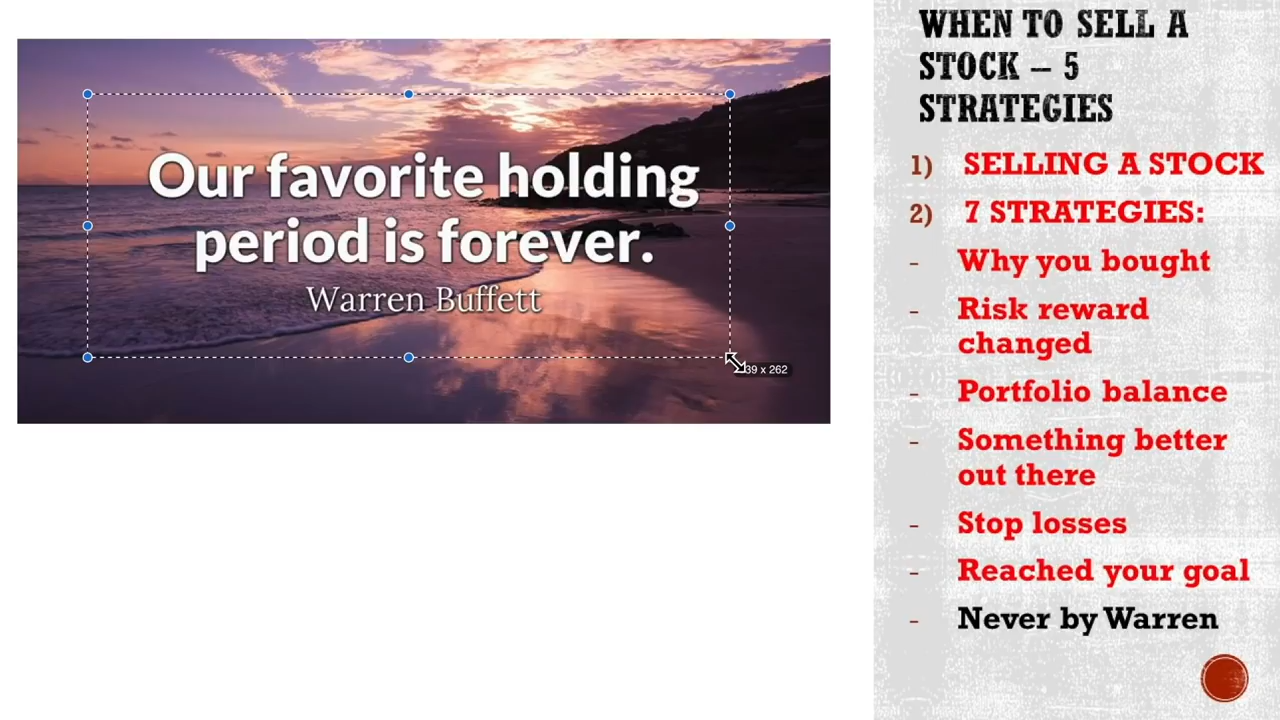 Our favorite holding
period is forever.
Warren Buffett
39 x 262
WHEN TO SELL A
STOCK – 5
STRATEGIES
1) SELLING A STOCK
2) 7 STRATEGIES:
- Why you bought
- Risk reward
changed
- Portfolio balance
- Something better
out there
- Stop losses
- Reached your goal
- Never by Warren